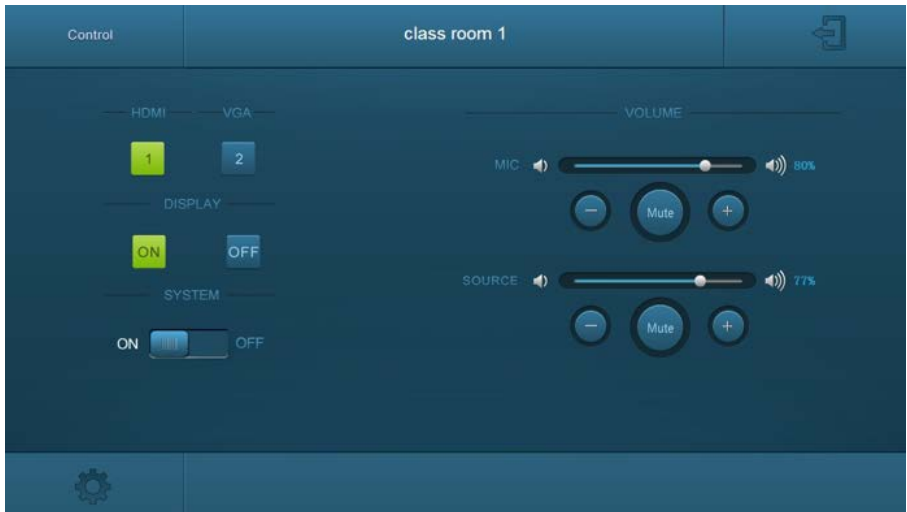 Control
class room 1
HDMI VGA
1 2
DISPLAY
ON OFF
SYSTEM
ON OFF
VOLUME
MIC 80%
Mute
SOURCE 77%
Mute